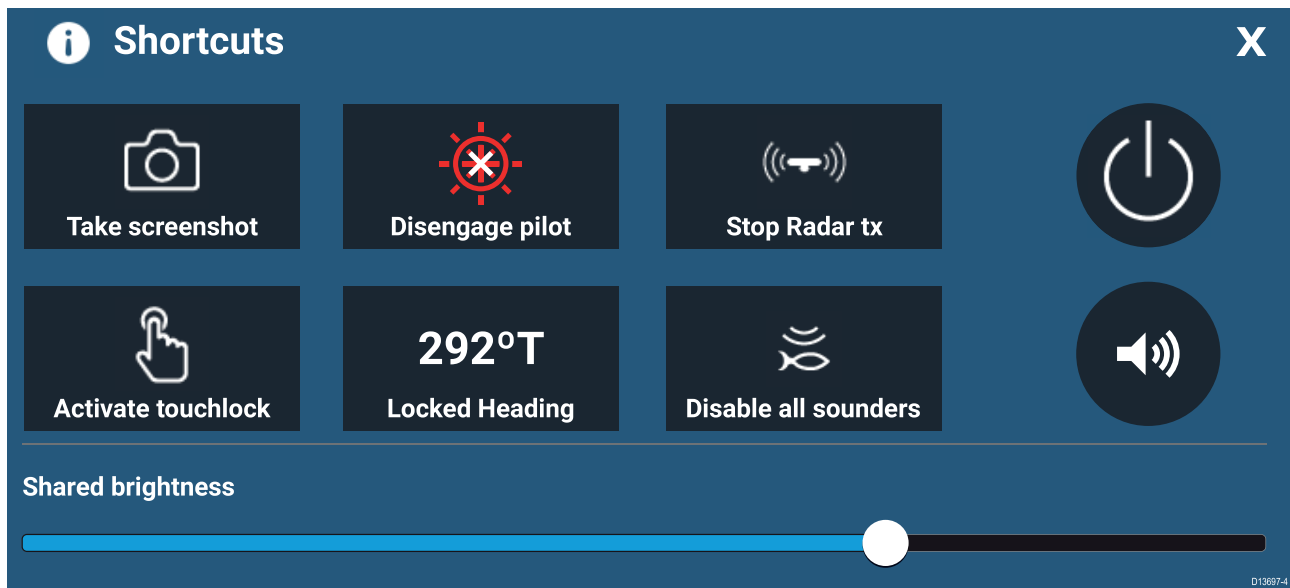 Shortcuts
X
Take screenshot
Disengage pilot
Stop Radar tx
Activate touchlock
292°T
Locked Heading
Disable all sounders
Shared brightness
D13697-4